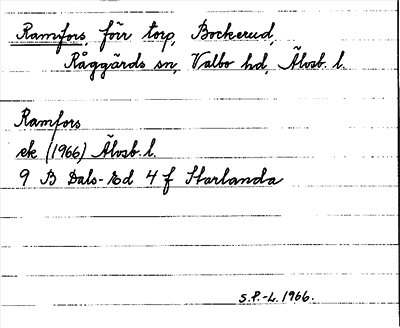 Ramfors, förr torp, Bockerud,
Råggärds sn, Valbo hd, Älvsb. l.
Ramfors
ek (1966) Älvsb. l.
9 B Dals-Ed 4 f Starlanda
S.P.-L. 1966.